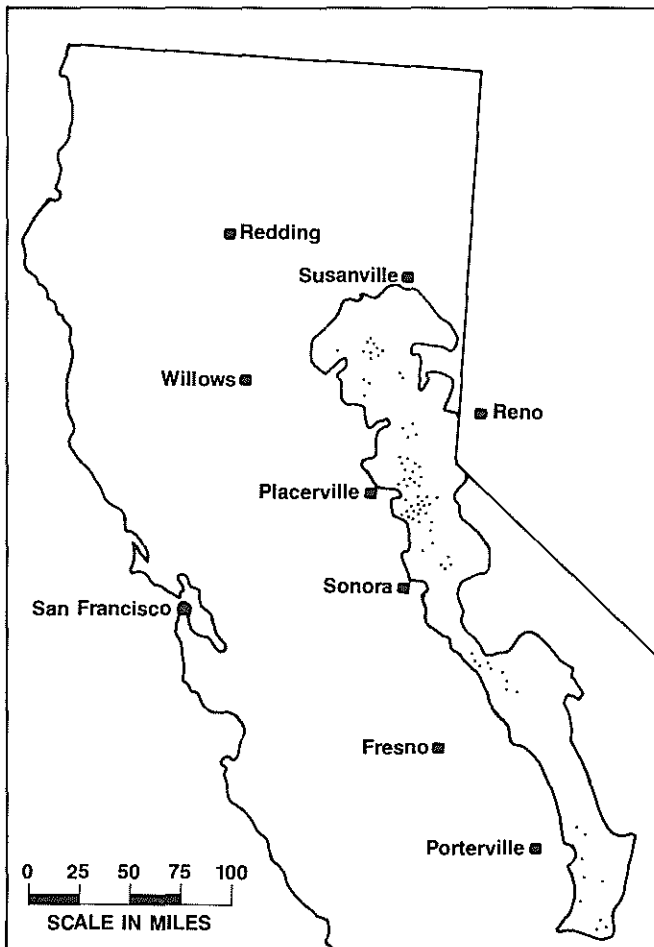 Redding
Susanville
Willows
Reno
Placerville
Sonora
San Francisco
Fresno
Porterville
0 25 50 75 100
SCALE IN MILES